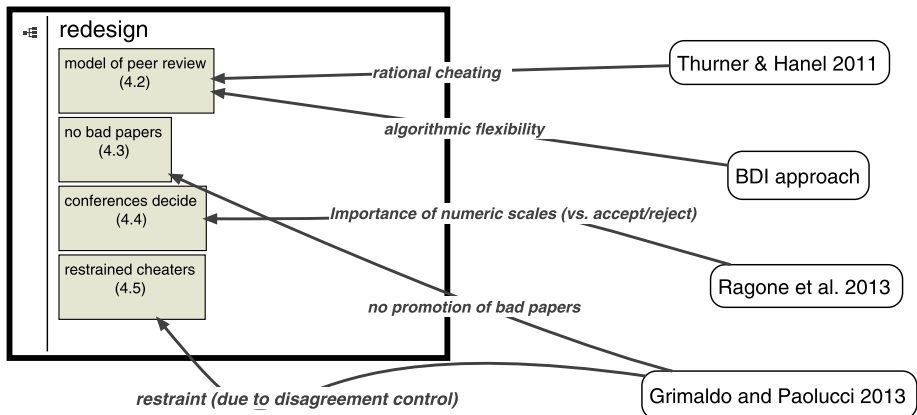 redesign
model of peer review
(4.2)
no bad papers
(4.3)
conferences decide
(4.4)
restrained cheaters
(4.5)
rational cheating
Thurner & Hanel 2011
algorithmic flexibility
BDI approach
Importance of numeric scales (vs. accept/reject)
Ragone et al. 2013
no promotion of bad papers
Grimaldo and Paolucci 2013
restraint (due to disagreement control)